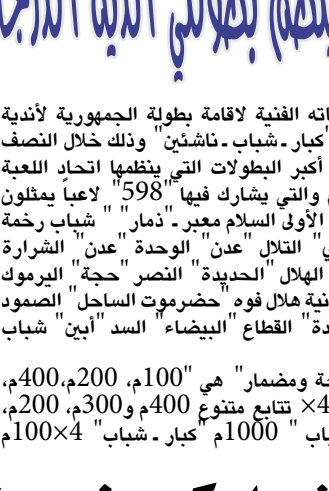 ينظم بطولتي أندية الدرجة
اته الفنية لاقامة بطولة الجمهورية لأندية
كبار ـ شباب ـ ناشئين" وذلك خلال النصف
أكبر البطولات التي ينظمها اتحاد اللعبة
والتي يشارك فيها "598" لاعباً يمثلون
الأولى السلام معبر ـ "ذمار" " شباب رخمة
ي" التلال "عدن" الوحدة "عدن" الشرارة
الهلال "الحديدة" النصر "حجة" اليرموك
نية هلال فوه "حضرموت الساحل" الصمود
دة" القطاع "البيضاء" السد "أبين" شباب
حة ومضمار" هي "100م، 200م،400م،
4× تتابع متنوع 400م و300م، 200م،
باب " 1000م "كبار ـ شباب" 4×100م